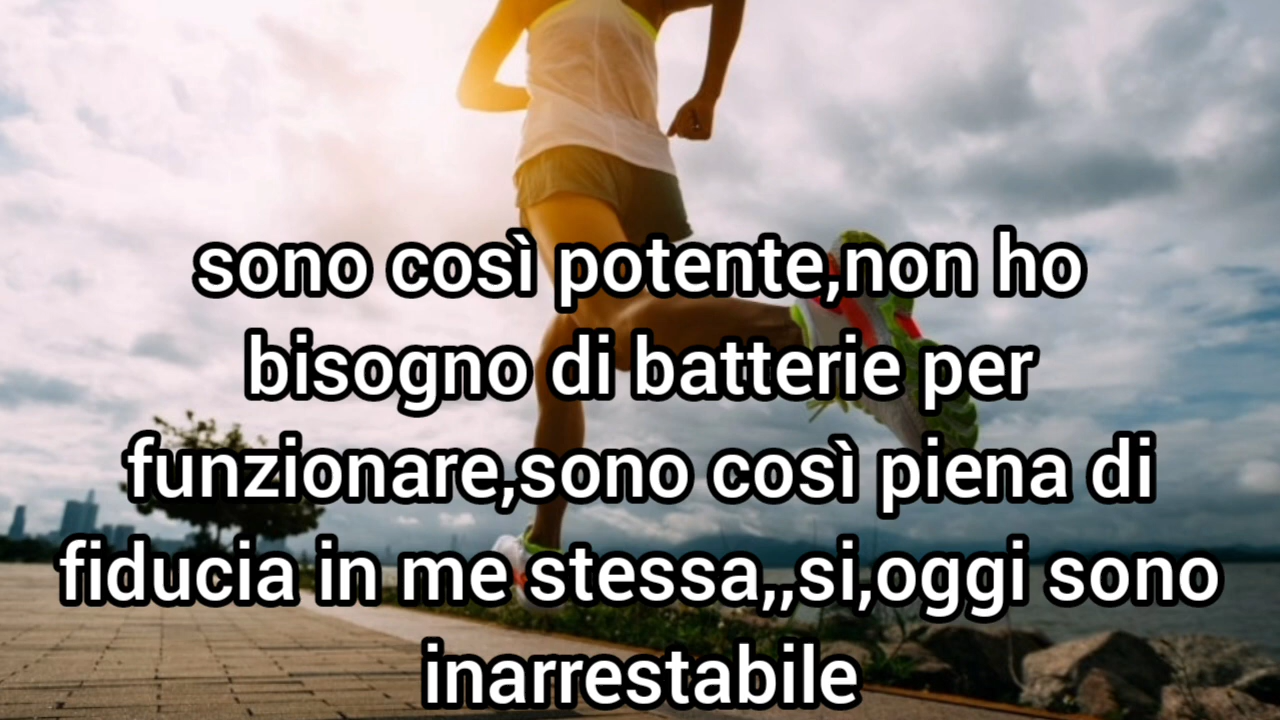 sono così potente,non ho
bisogno di batterie per
funzionare,sono così piena di
fiducia in me stessa,,si,oggi sono
inarrestabile